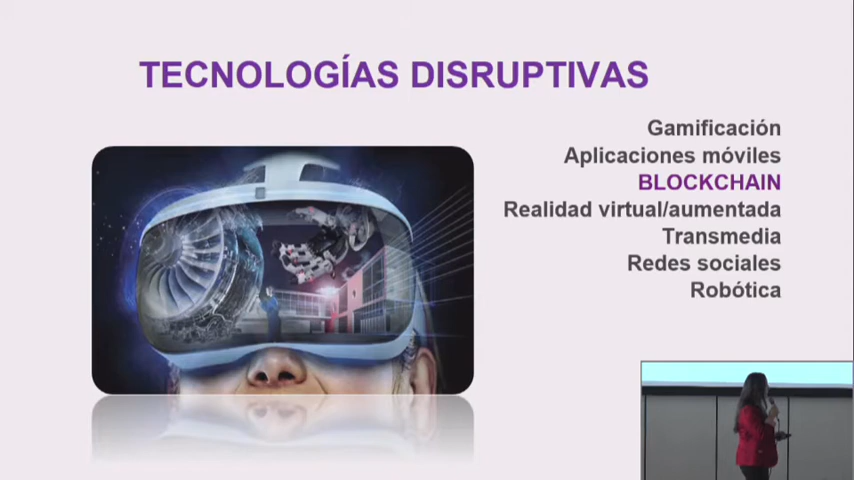 TECNOLOGÍAS DISRUPTIVAS
Gamificación
Aplicaciones móviles
BLOCKCHAIN
Realidad virtual/aumentada
Transmedia
Redes sociales
Robótica